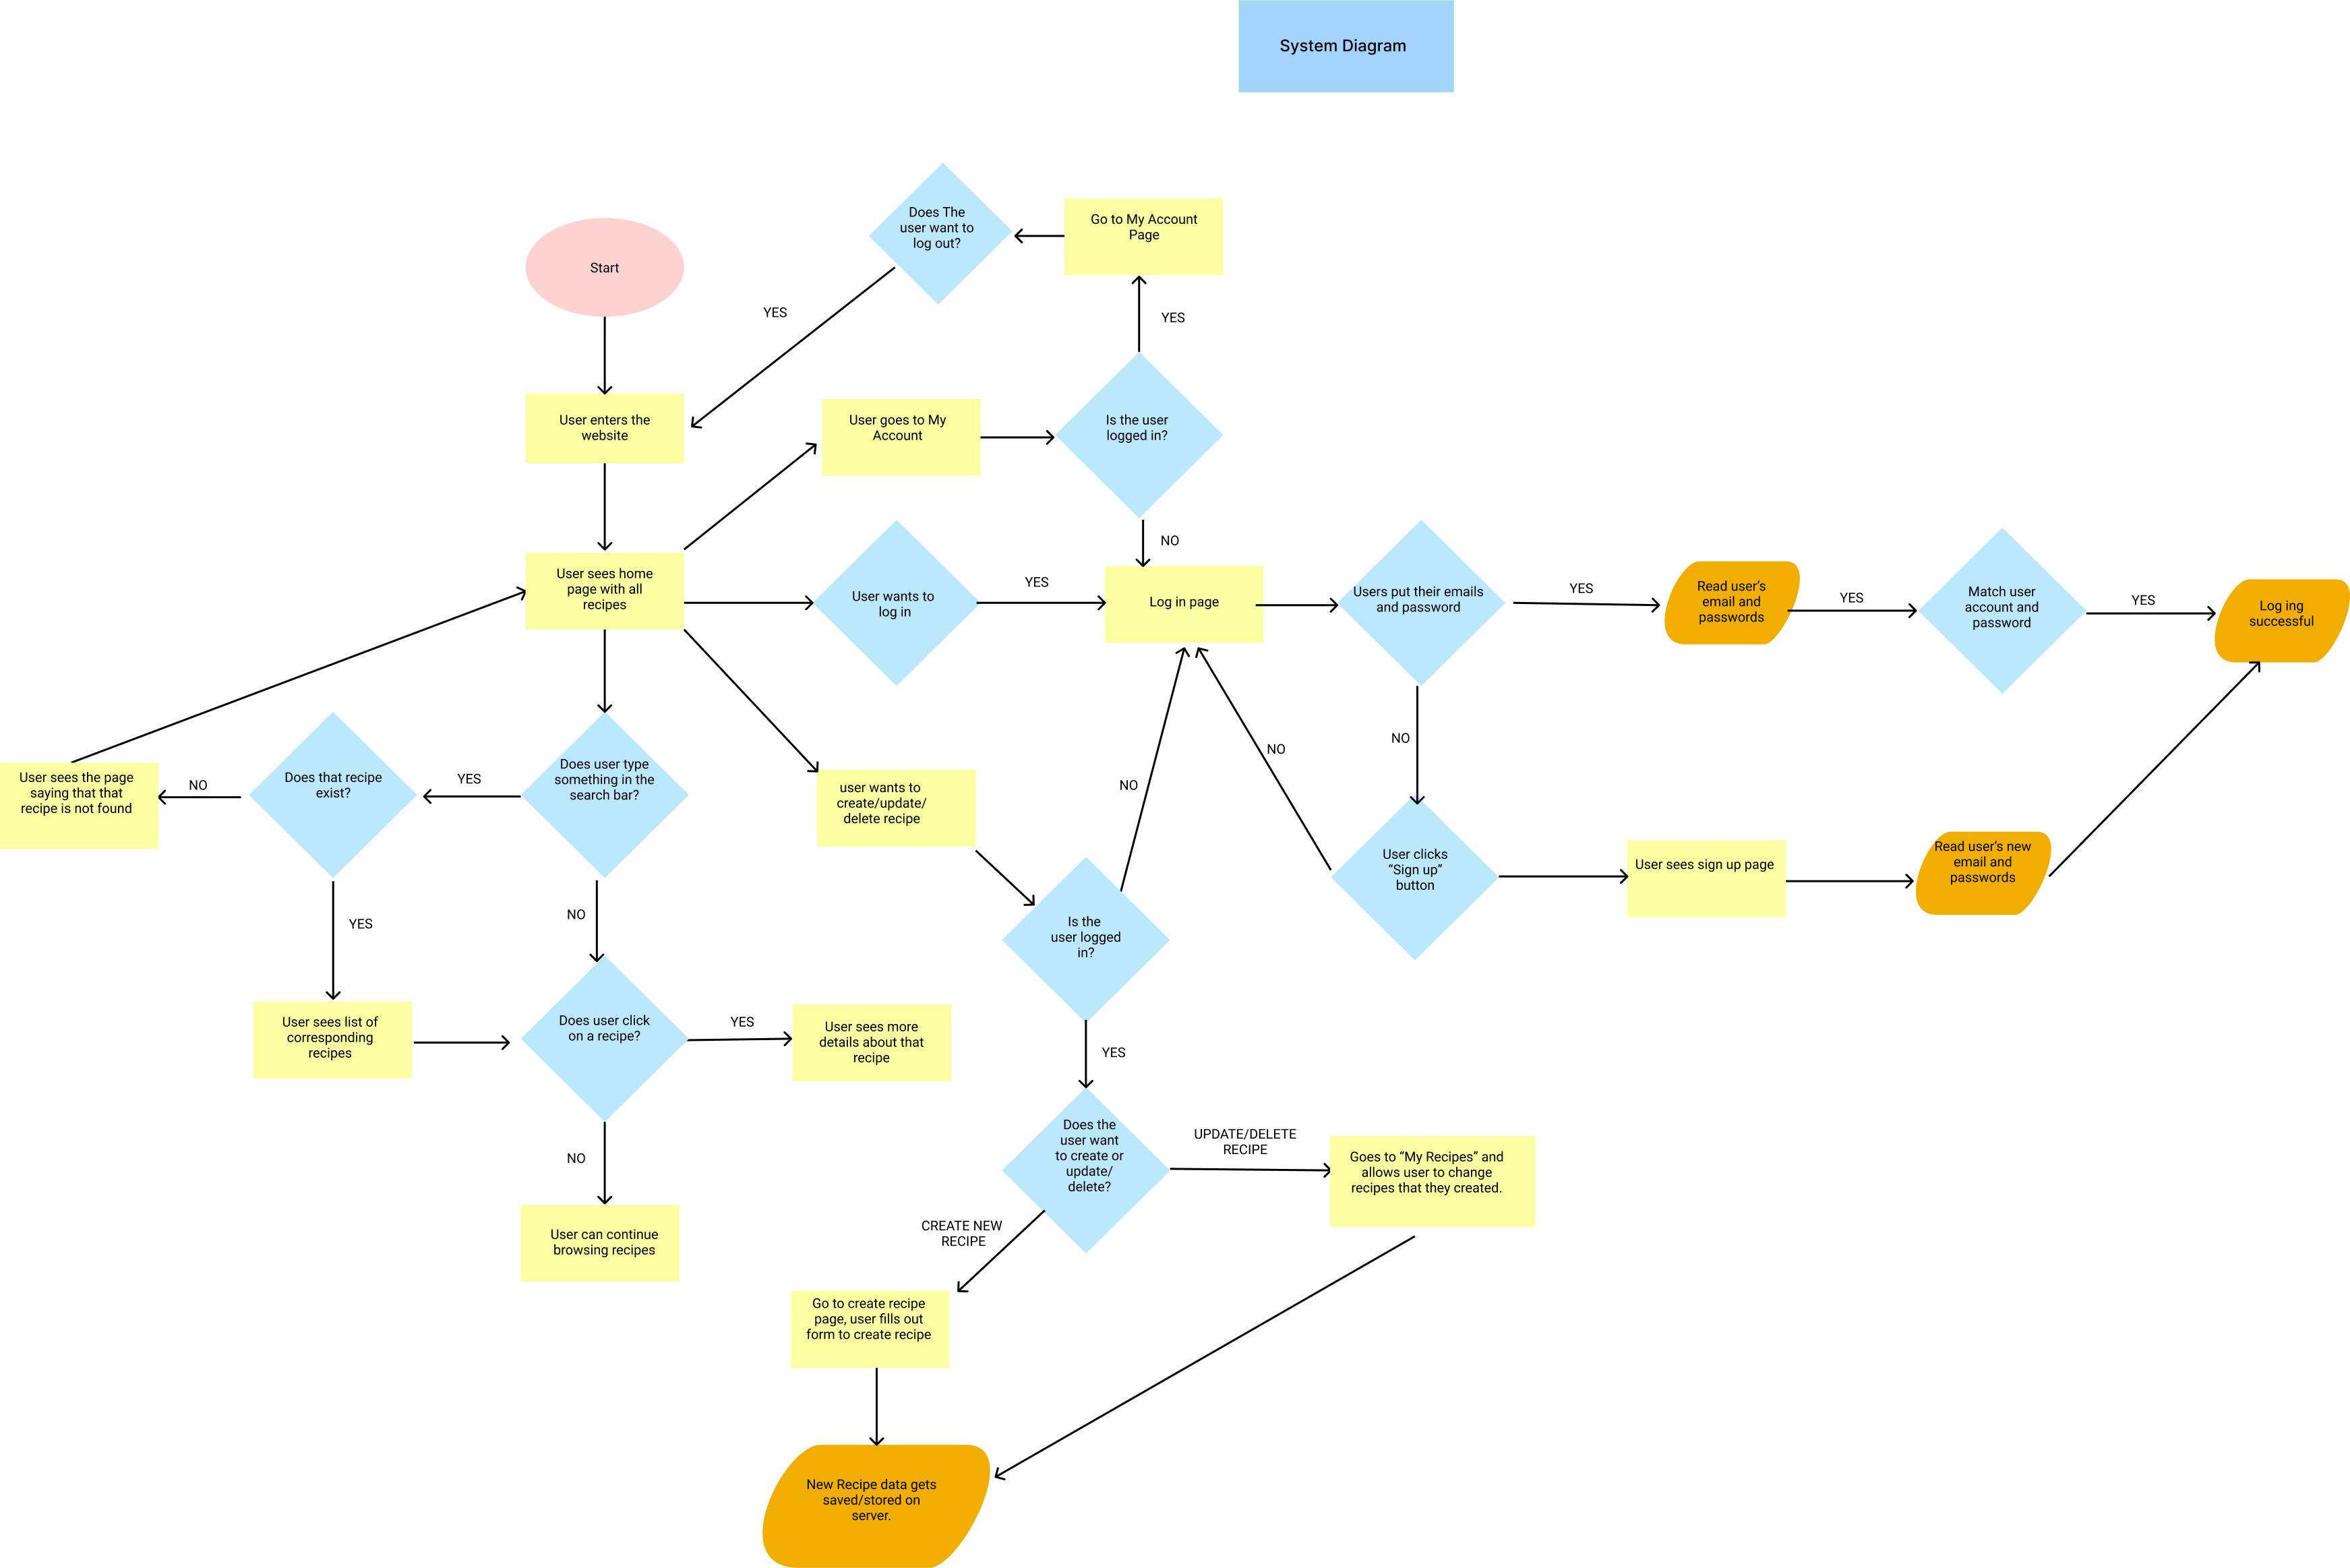 System Diagram
Does The
user want to
log out?
Go to My Account
Page
Start
YES
YES
User enters the
website
User goes to My
Account
Is the user
logged in?
NO
User sees home
page with all
recipes
User wants to
log in
YES
Log in page
Users put their emails
and password
YES
Read user's
email and
passwords
YES
Match user
account and
password
YES
Log ing
successful
User sees the page
saying that that
recipe is not found
NO
Does that recipe
exist?
YES
Does user type
something in the
search bar?
user wants to
create/update/
delete recipe
NO
NO
NO
User clicks
“Sign up”
button
User sees sign up page
Read user's new
email and
passwords
YES
NO
Is the
user logged
in?
User sees list of
corresponding
recipes
Does user click
on a recipe?
YES
User sees more
details about that
recipe
YES
NO
User can continue
browsing recipes
Does the
user want
to create or
update/
delete?
UPDATE/DELETE
RECIPE
Goes to “My Recipes” and
allows user to change
recipes that they created.
CREATE NEW
RECIPE
Go to create recipe
page, user fills out
form to create recipe
New Recipe data gets
saved/stored on
server.